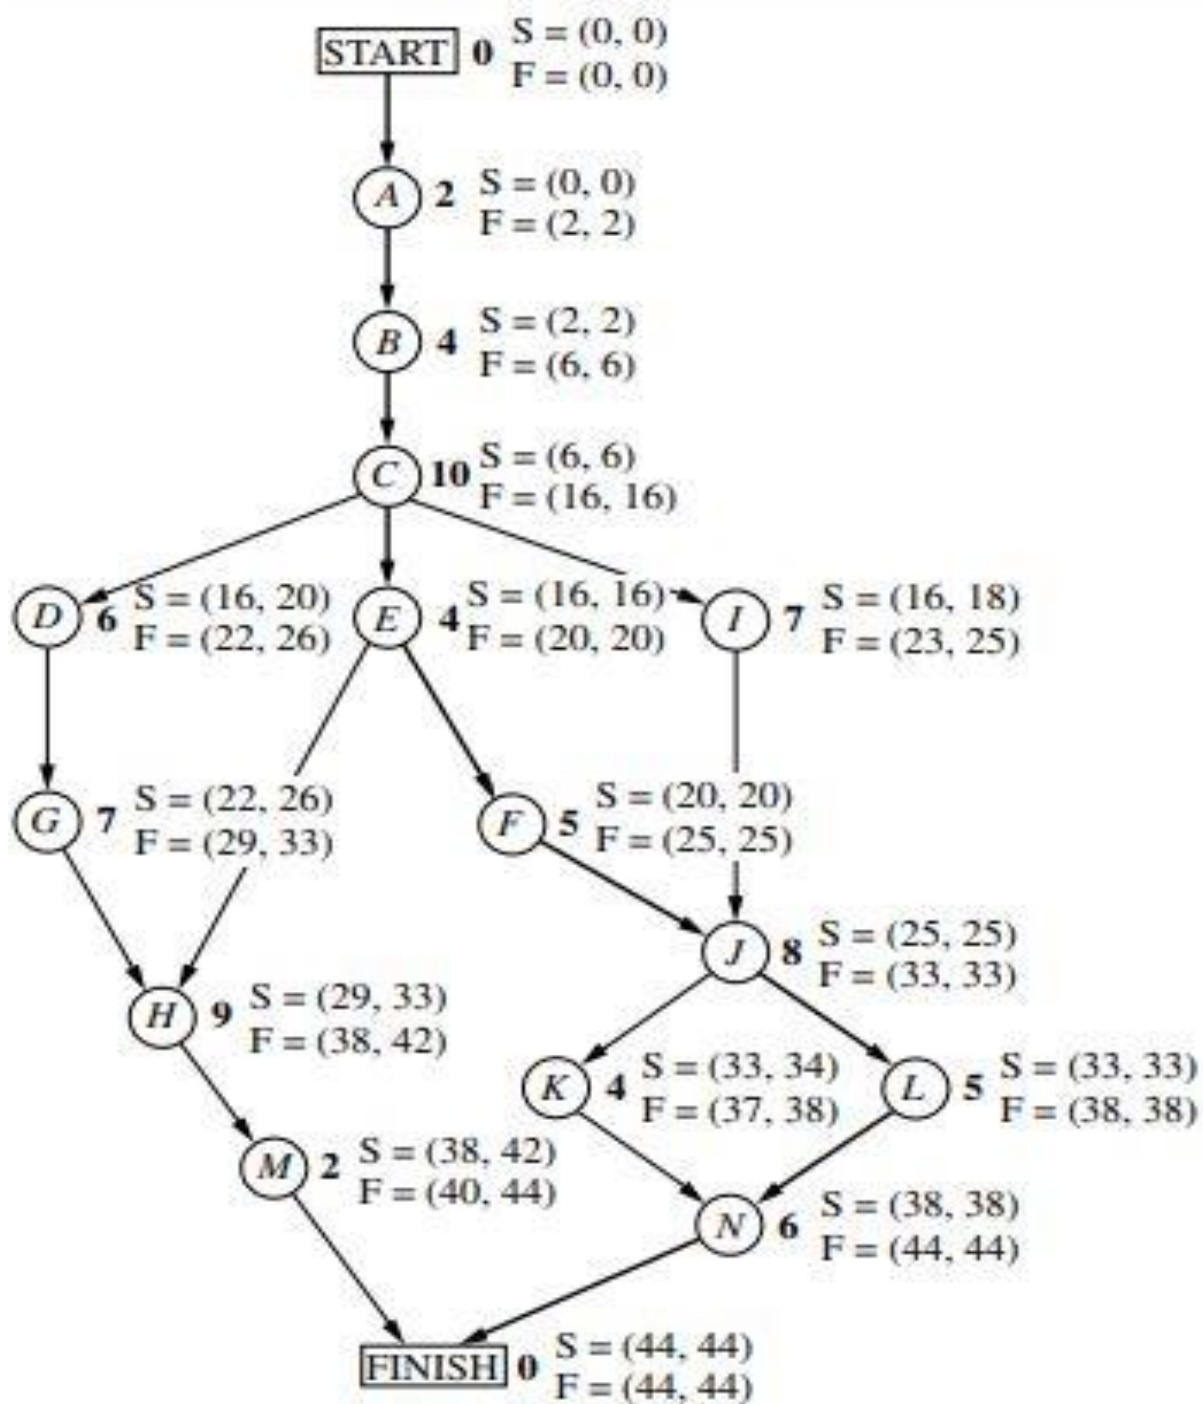 START 0 S = (0, 0)
F = (0, 0)
A 2 S = (0, 0)
F = (2, 2)
B 4 S = (2, 2)
F = (6, 6)
C 10 S = (6, 6)
F = (16, 16)
D 6 S = (16, 20)
F = (22, 26)
E 4 S = (16, 16)
F = (20, 20)
I 7 S = (16, 18)
F = (23, 25)
G 7 S = (22, 26)
F = (29, 33)
F 5 S = (20, 20)
F = (25, 25)
J 8 S = (25, 25)
F = (33, 33)
H 9 S = (29, 33)
F = (38, 42)
K 4 S = (33, 34)
F = (37, 38)
L 5 S = (33, 33)
F = (38, 38)
M 2 S = (38, 42)
F = (40, 44)
N 6 S = (38, 38)
F = (44, 44)
FINISH 0 S = (44, 44)
F = (44, 44)